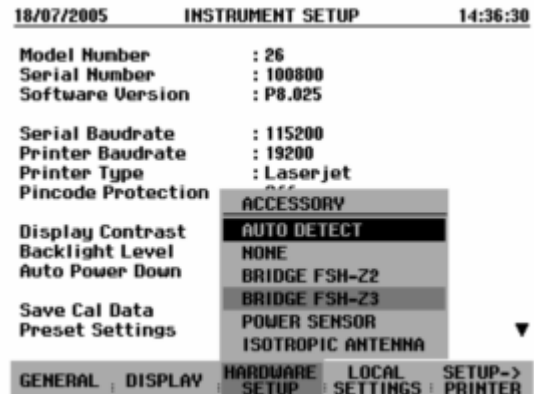 18/07/2005 INSTRUMENT SETUP 14:36:30
Model Number : 26
Serial Number : 100800
Software Version : P8.025
Serial Baudrate : 115200
Printer Baudrate : 19200
Printer Type : Laserjet
Pincode Protection : Off
ACCESSORY
Display Contrast
AUTO DETECT
Backlight Level
NONE
Auto Power Down
BRIDGE FSH-Z2
BRIDGE FSH-Z3
Save Cal Data
POWER SENSOR
Preset Settings
ISOTROPIC ANTENNA
GENERAL DISPLAY HARDWARE SETUP LOCAL SETTINGS SETUP-> PRINTER